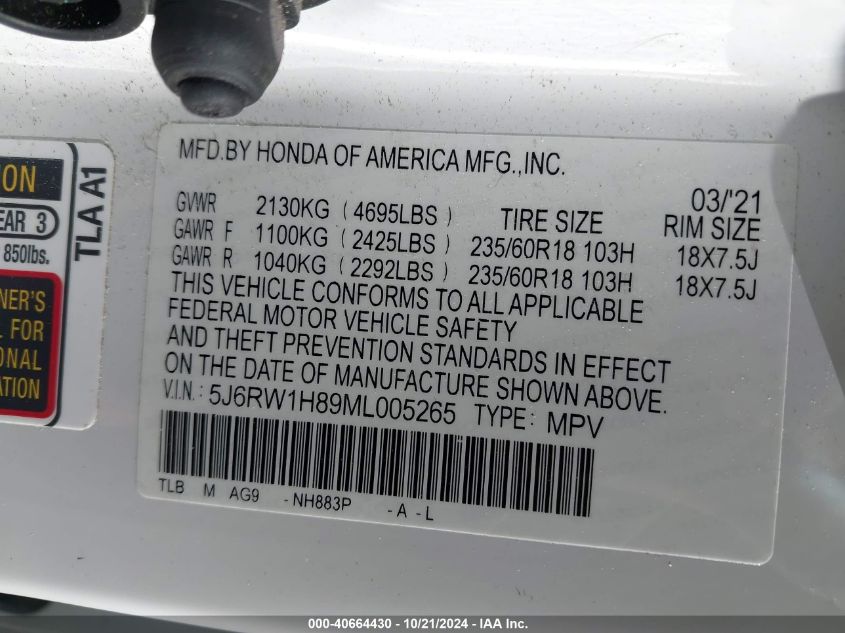 MFD.BY HONDA OF AMERICA MFG.,INC.
03/'21
GVWR 2130KG (4695LBS) TIRE SIZE RIM SIZE
GAWR F 1100KG (2425LBS) 235/60R18 103H 18X7.5J
GAWR R 1040KG (2292LBS) 235/60R18 103H 18X7.5J
THIS VEHICLE CONFORMS TO ALL APPLICABLE
FEDERAL MOTOR VEHICLE SAFETY
AND THEFT PREVENTION STANDARDS IN EFFECT
ON THE DATE OF MANUFACTURE SHOWN ABOVE.
V.I.N.: 5J6RW1H89ML005265 TYPE: MPV
TLB M AG9 -NH883P -A -L
TLA A1
ON
EAR 3
850lbs.
NER'S
L FOR
ONAL
ATION
000-40664430 - 10/21/2024 - IAA Inc.